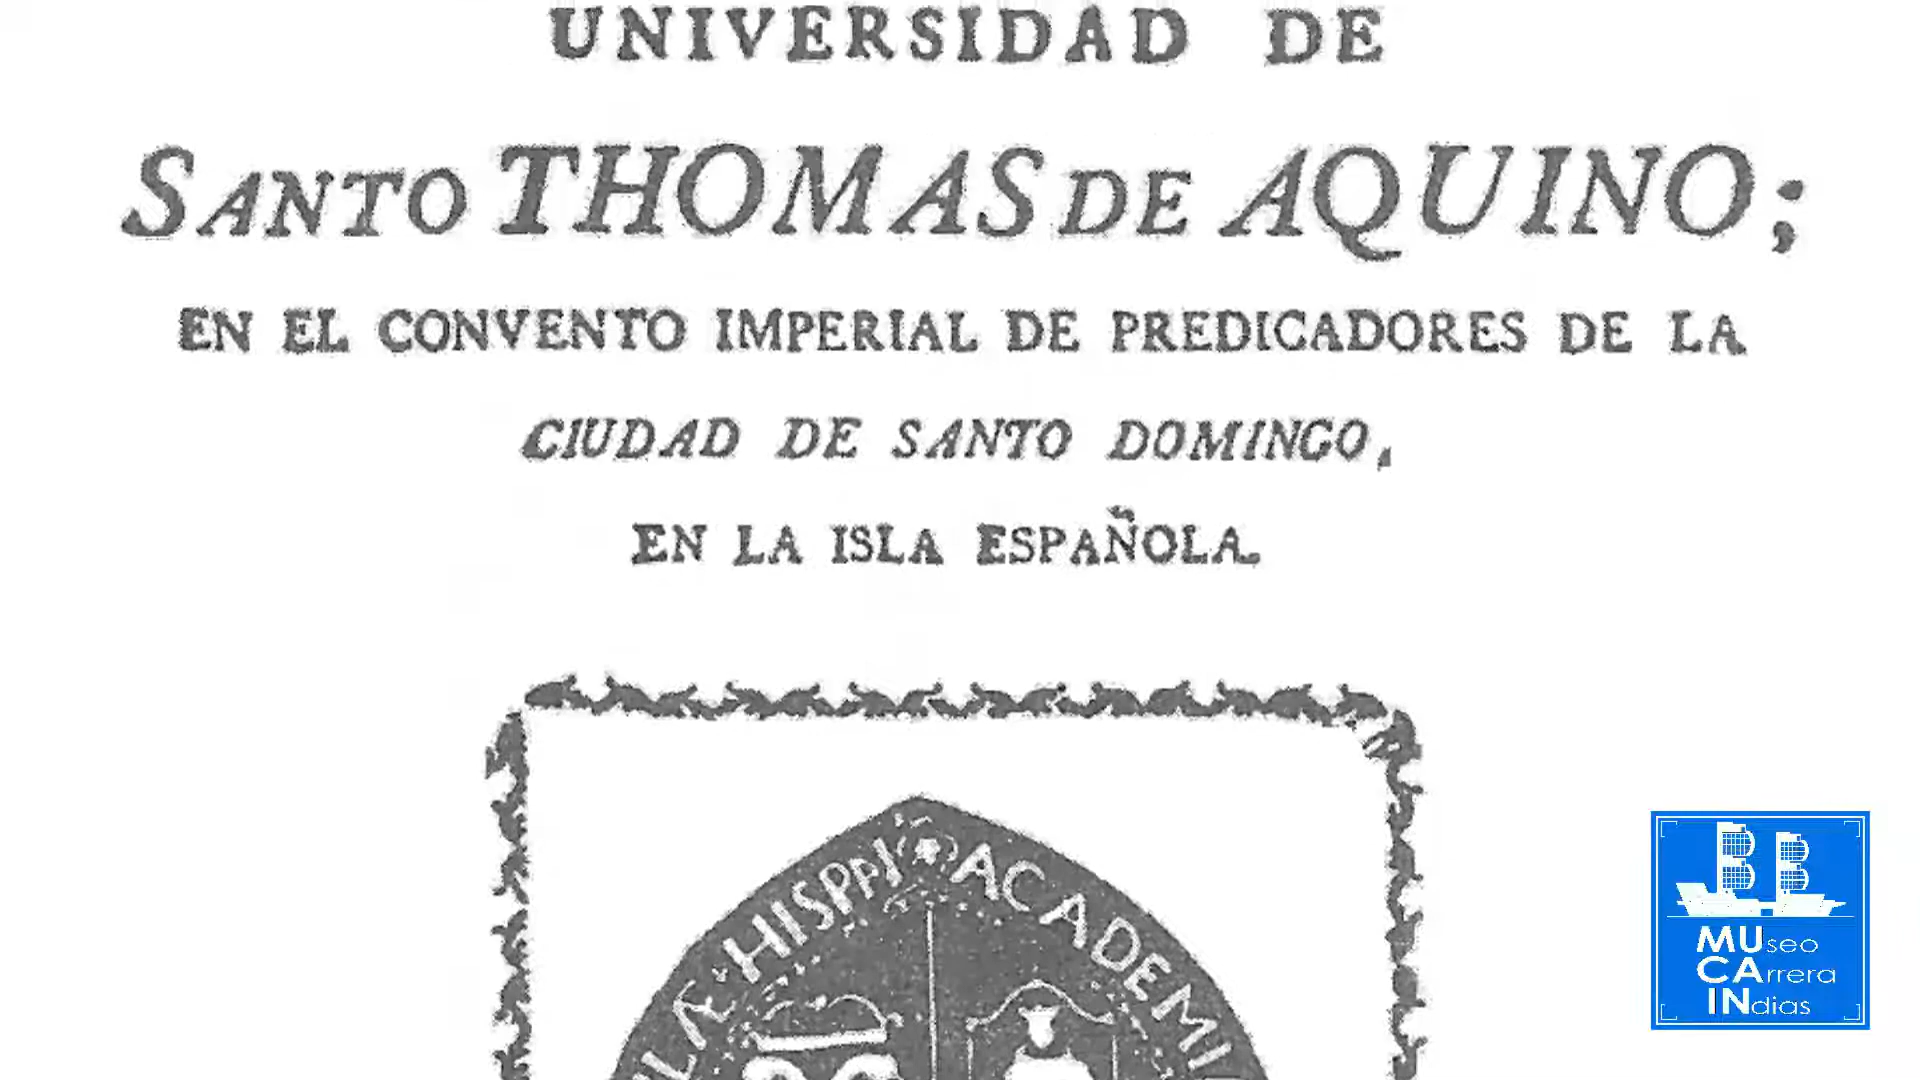 UNIVERSIDAD DE
SANTO THOMAS DE AQUINO;
EN EL CONVENTO IMPERIAL DE PREDICADORES DE LA
CIUDAD DE SANTO DOMINGO,
EN LA ISLA ESPAÑOLA.
HISPPI ACADEMI
MUseo
CArrera
INdias